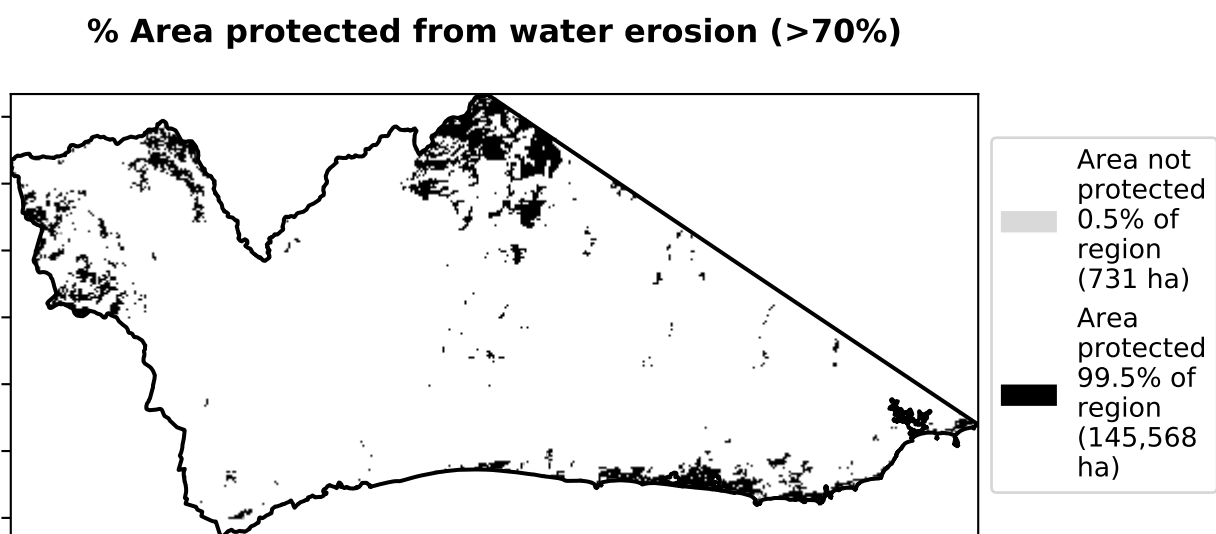 % Area protected from water erosion (>70%)
Area not
protected
0.5% of
region
(731 ha)
Area
protected
99.5% of
region
(145,568
ha)